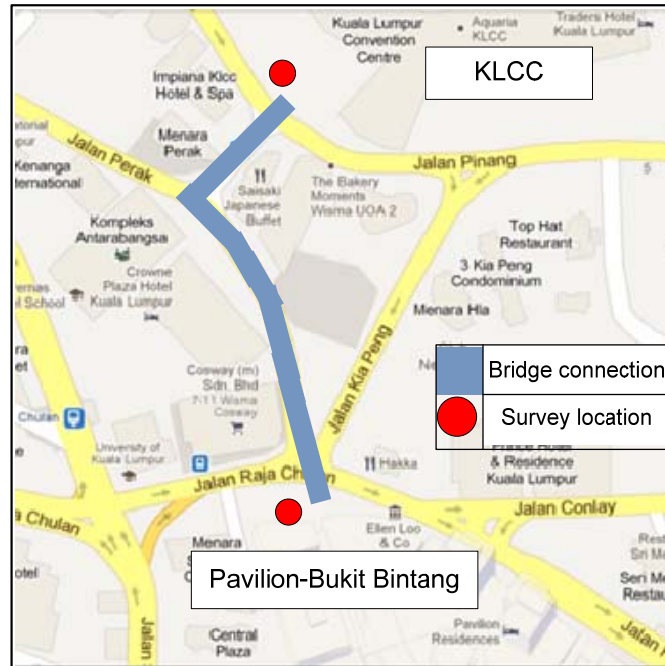 Kuala Lumpur
Convention
Centre
Aquaria
KLCC
Traders Hotel
Kuala Lumpur
KLCC
Impiana Klcc
Hotel & Spa
Menara
Perak
Jalan Perak
Jalan Pinang
Kenanga
Saisaki
Japanese
Buffet
The Bakery
Moments
Wisma UOA 2
5
Kompleks
Antarabangsa
Top Hat
Restaurant
3 Kia Peng
Condominium
Crowne
Plaza Hotel
Kuala Lumpur
School
Menara Hla
Jalan Kia Peng
Cosway (m)
Sdn. Bhd
7-11 Wisma
Cosway
Bridge connection
Survey location
Chulan
University of
Kuala Lumpur
Hakka
& Residence
Kuala Lumpur
Jalan Raja Chulan
Chulan
Jalan Conlay
Ellen Loo
& Co
Menara
Pavilion-Bukit Bintang
Seri Me
Central
Plaza
Pavilion
Residences
Jalan